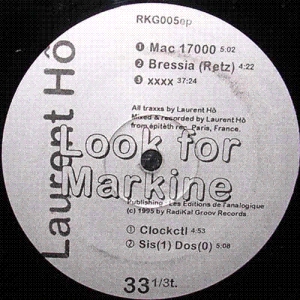 RKG005ep
Laurent Hô
① Mac 17000 5:02
② Bressia (Retz) 4:22
③ xxxx 37:24
All traxxs by Laurent Hô
Mixed & recorded by Laurent Hô
from épitéth rec. Paris, France.
Look for
Markine
Publishing : Les Editions de l'analogique
(c) 1995 by RadiKal Groov Records.
① Clockctl 4:53
② Sis(1) Dos(0) 5:08
33 1/3t.